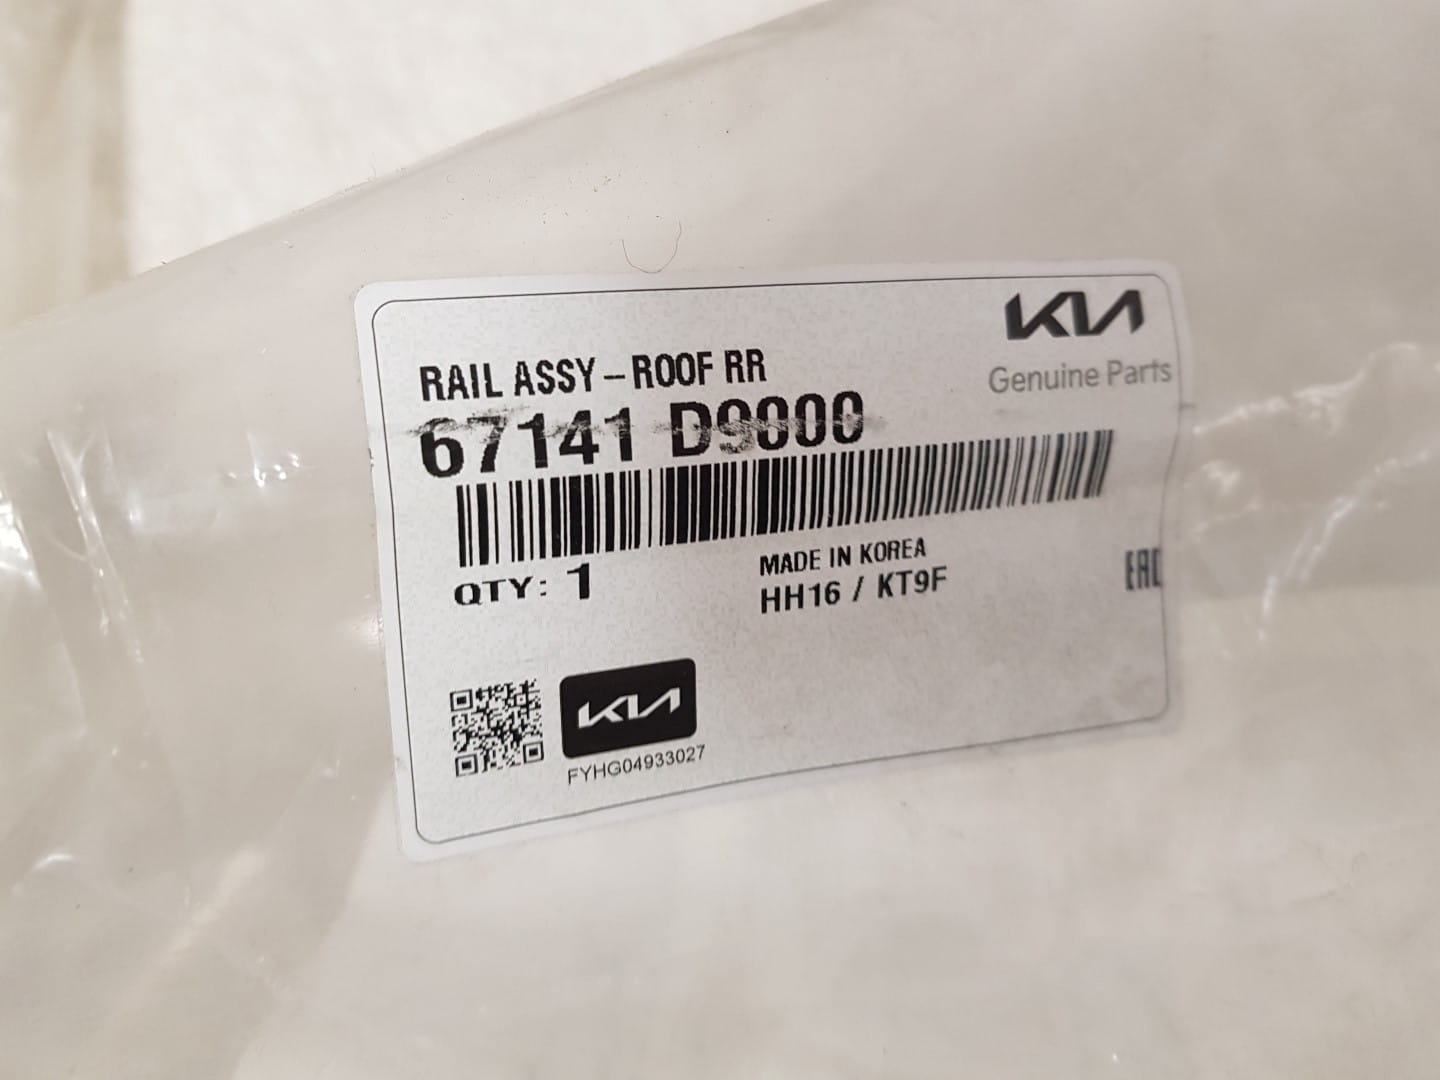 KIA
Genuine Parts
RAIL ASSY – ROOF RR
67141 D9000
QTY: 1
MADE IN KOREA
HH16 / KT9F
EAC
KIA
FYHG04933027